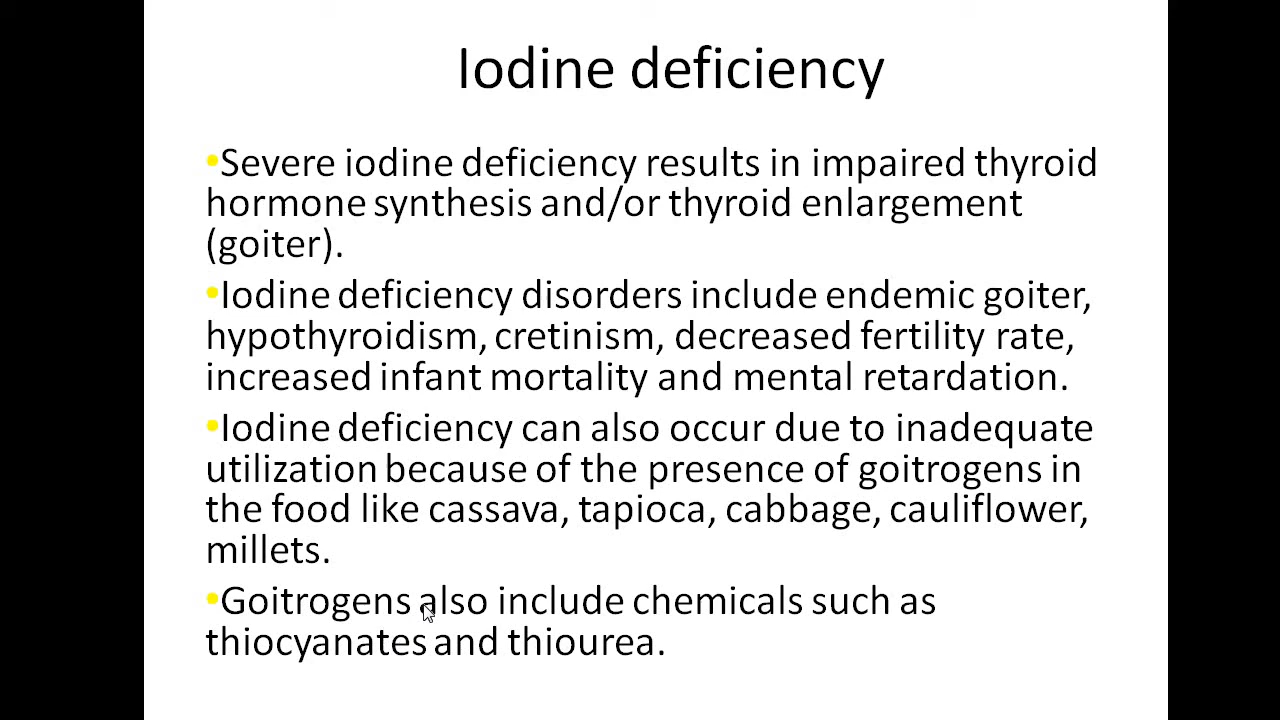 Iodine deficiency
•Severe iodine deficiency results in impaired thyroid
hormone synthesis and/or thyroid enlargement
(goiter).
•Iodine deficiency disorders include endemic goiter,
hypothyroidism, cretinism, decreased fertility rate,
increased infant mortality and mental retardation.
•Iodine deficiency can also occur due to inadequate
utilization because of the presence of goitrogens in
the food like cassava, tapioca, cabbage, cauliflower,
millets.
•Goitrogens also include chemicals such as
thiocyanates and thiourea.